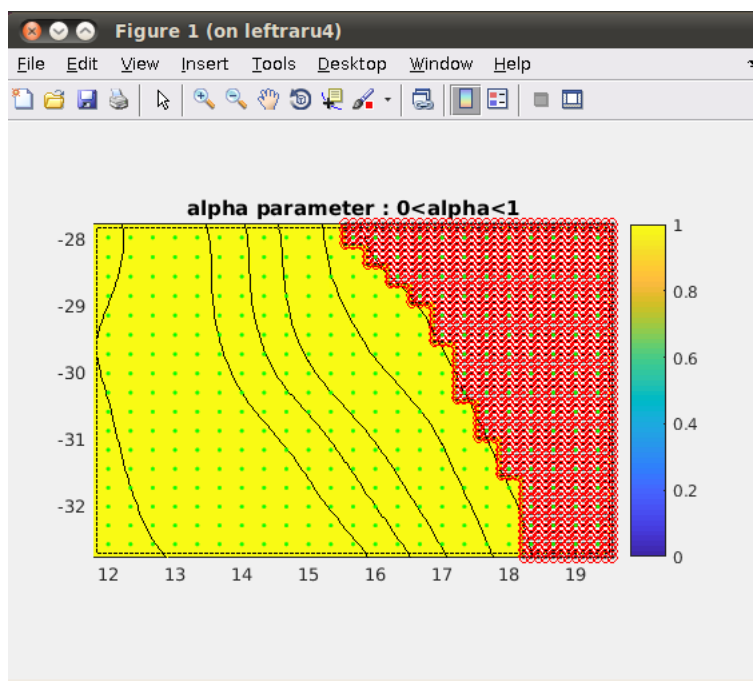 Figure 1 (on leftraru4)
File Edit View Insert Tools Desktop Window Help
alpha parameter : 0<alpha<1
-28
-29
-30
-31
-32
12 13 14 15 16 17 18 19
1
0.8
0.6
0.4
0.2
0